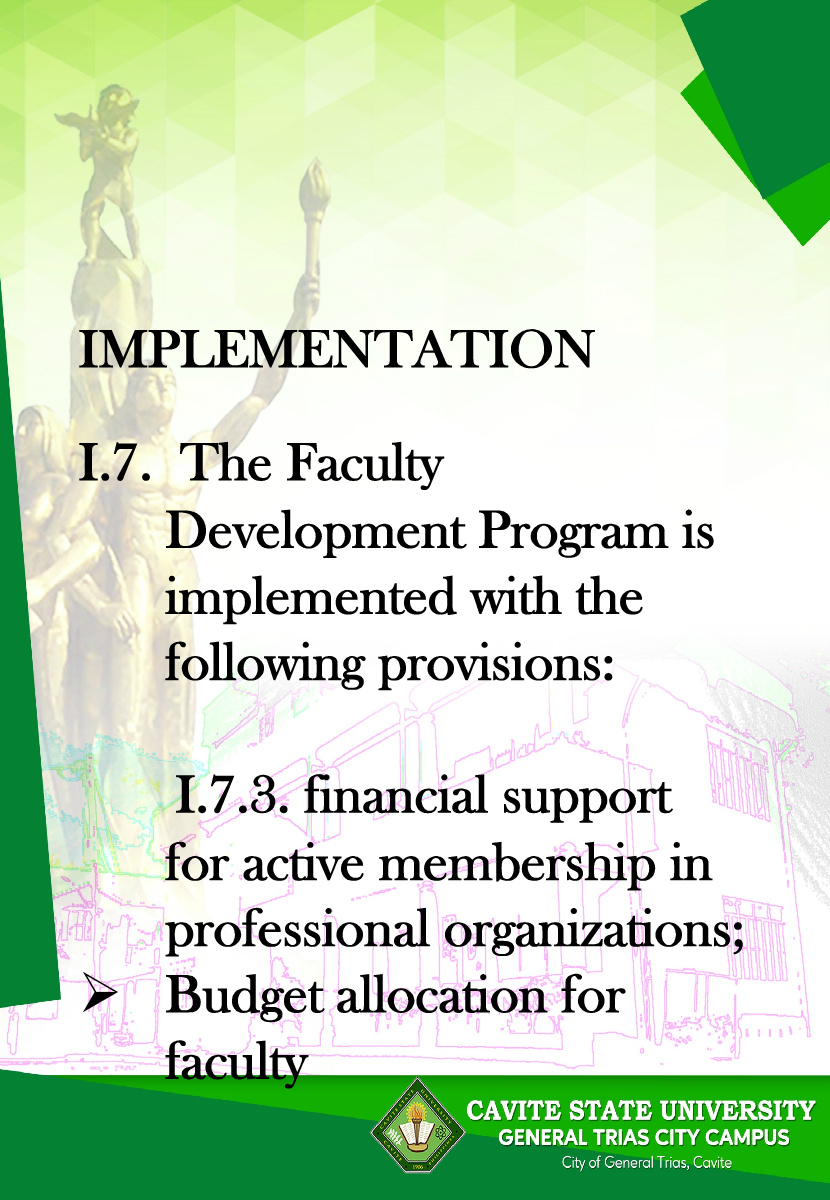 IMPLEMENTATION
I.7. The Faculty
Development Program is
implemented with the
following provisions:
I.7.3. financial support
for active membership in
professional organizations;
➢ Budget allocation for
faculty
CAVITE STATE UNIVERSITY
GENERAL TRIAS CITY CAMPUS
City of General Trias, Cavite
1906